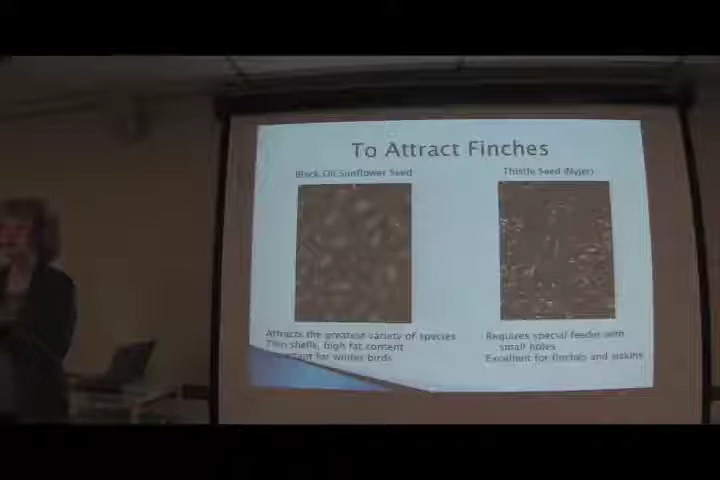 To Attract Finches
Black Oil Sunflower Seed
Thistle Seed (Nyjer)
Attracts the greatest variety of species
Thin shells, high fat content
for winter birds
Requires special feeder with
small holes
Excellent for finches and siskins